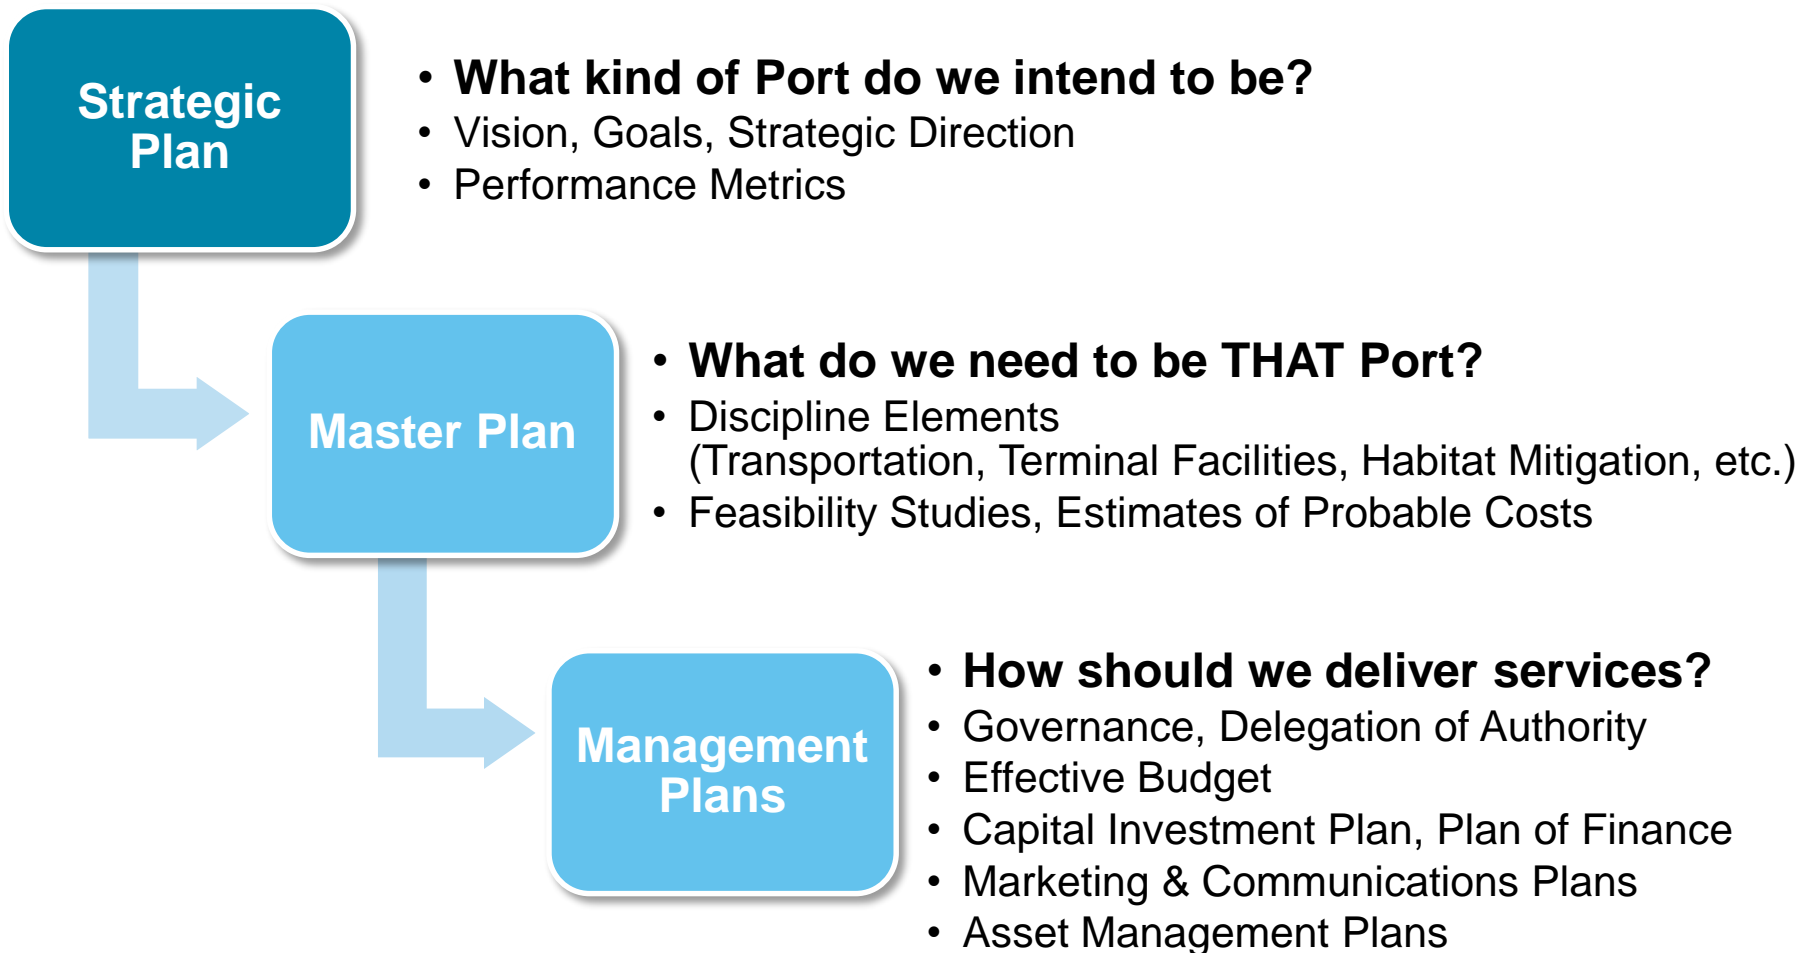 Strategic
Plan
• What kind of Port do we intend to be?
• Vision, Goals, Strategic Direction
• Performance Metrics
Master Plan
• What do we need to be THAT Port?
• Discipline Elements
(Transportation, Terminal Facilities, Habitat Mitigation, etc.)
• Feasibility Studies, Estimates of Probable Costs
Management
Plans
• How should we deliver services?
• Governance, Delegation of Authority
• Effective Budget
• Capital Investment Plan, Plan of Finance
• Marketing & Communications Plans
• Asset Management Plans